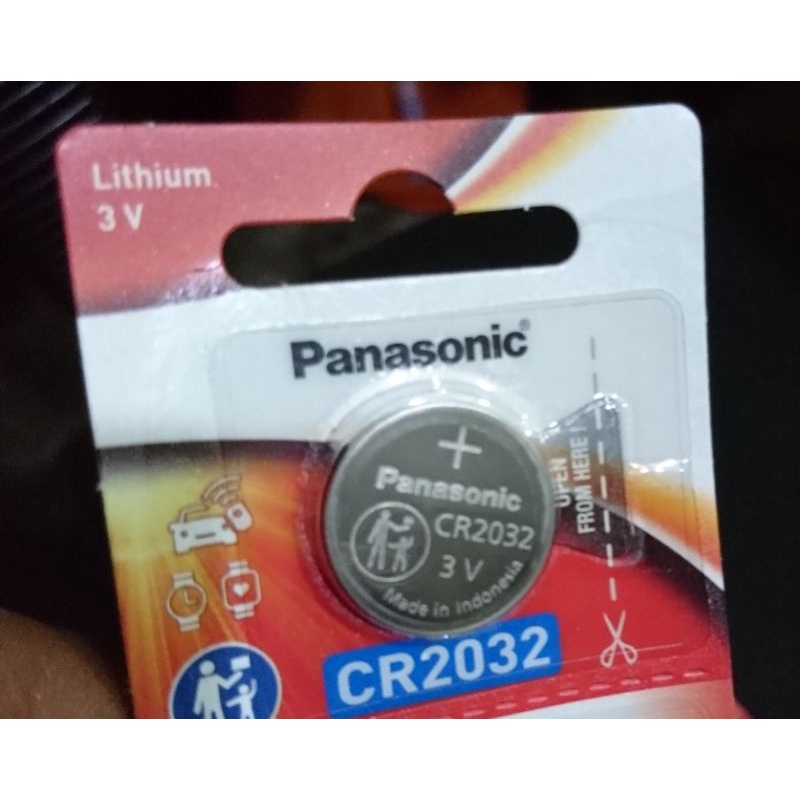 Lithium
3 V
Panasonic®
+
Panasonic
CR2032
3 V
Made in Indonesia
OPEN
FROM HERE!
CR2032